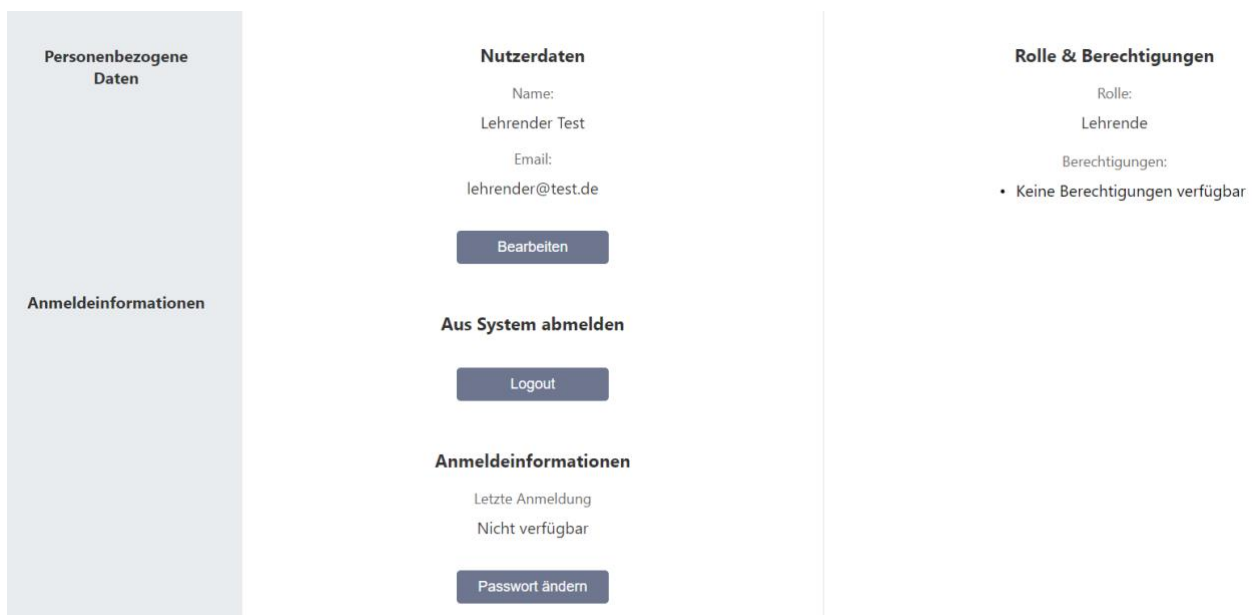 Personenbezogene
Daten
Anmeldeinformationen
Nutzerdaten
Name:
Lehrender Test
Email:
lehrender@test.de
Bearbeiten
Aus System abmelden
Logout
Anmeldeinformationen
Letzte Anmeldung
Nicht verfügbar
Passwort ändern
Rolle & Berechtigungen
Rolle:
Lehrende
Berechtigungen:
• Keine Berechtigungen verfügbar